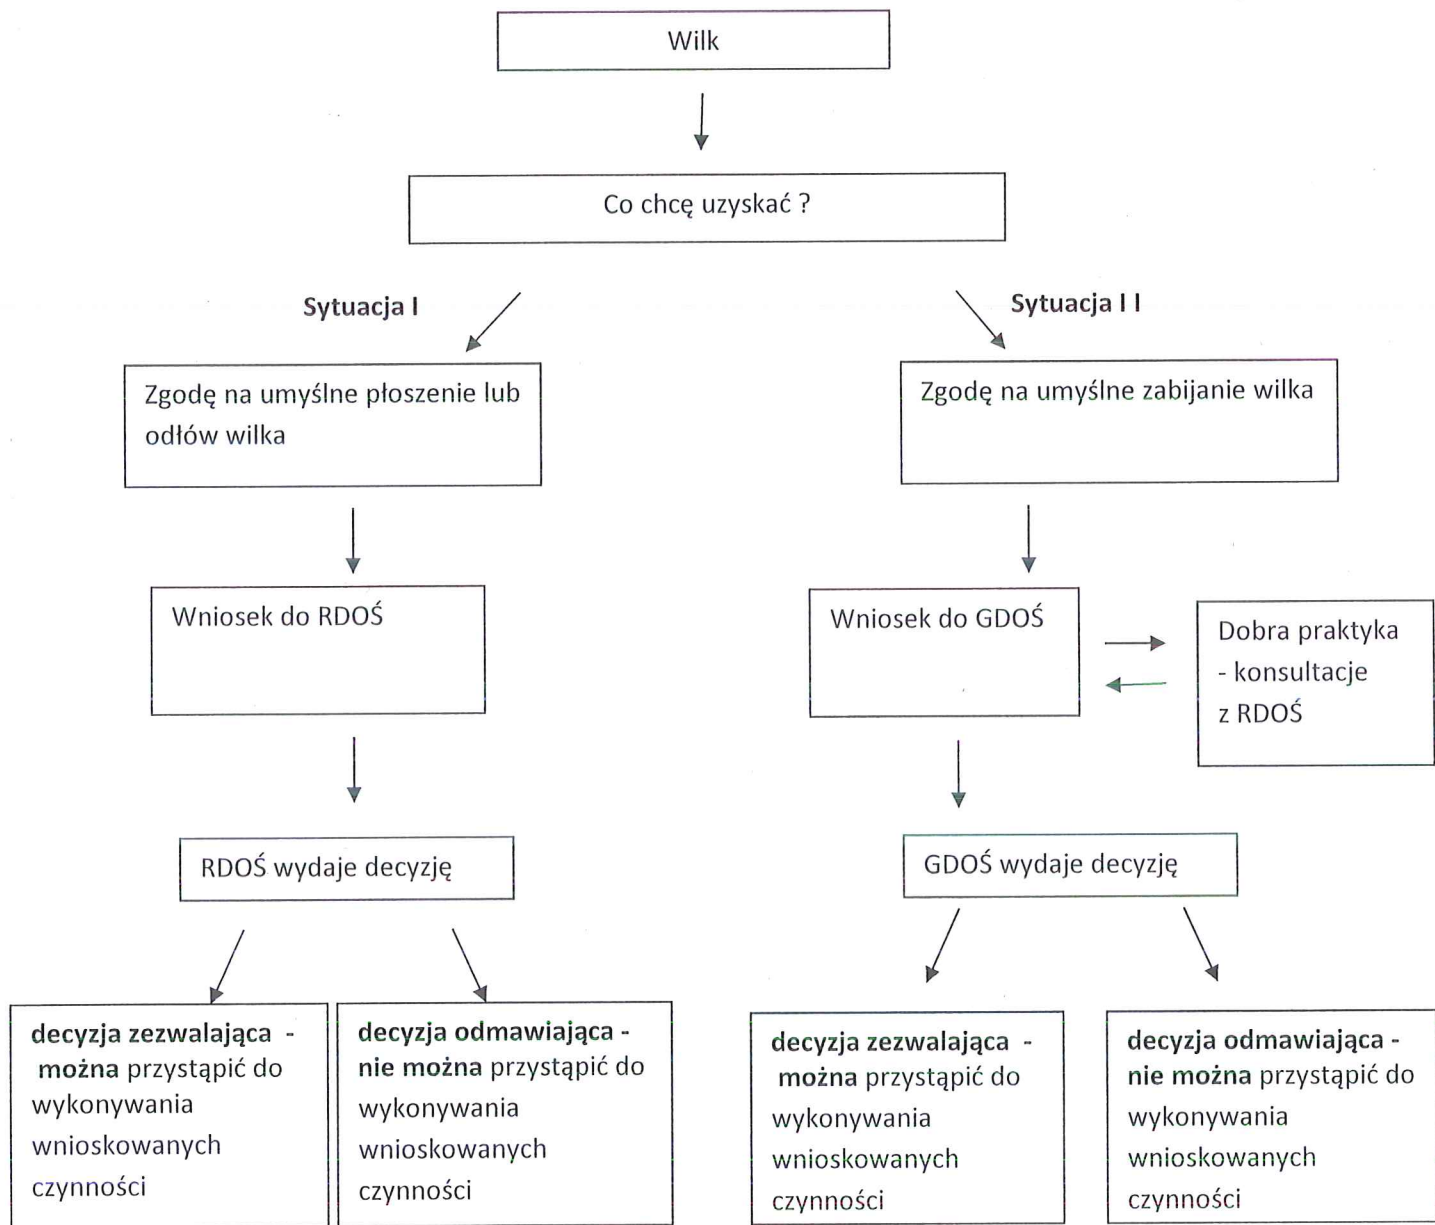 Wilk
Co chcę uzyskać ?
Sytuacja I
Sytuacja I I
Zgodę na umyślne płoszenie lub
odłów wilka
Zgodę na umyślne zabijanie wilka
Wniosek do RDOŚ
Wniosek do GDOŚ
Dobra praktyka
- konsultacje
z RDOŚ
RDOŚ wydaje decyzję
GDOŚ wydaje decyzję
decyzja zezwalająca -
można przystąpić do
wykonywania
wnioskowanych
czynności
decyzja odmawiająca -
nie można przystąpić do
wykonywania
wnioskowanych
czynności
decyzja zezwalająca -
można przystąpić do
wykonywania
wnioskowanych
czynności
decyzja odmawiająca -
nie można przystąpić do
wykonywania
wnioskowanych
czynności